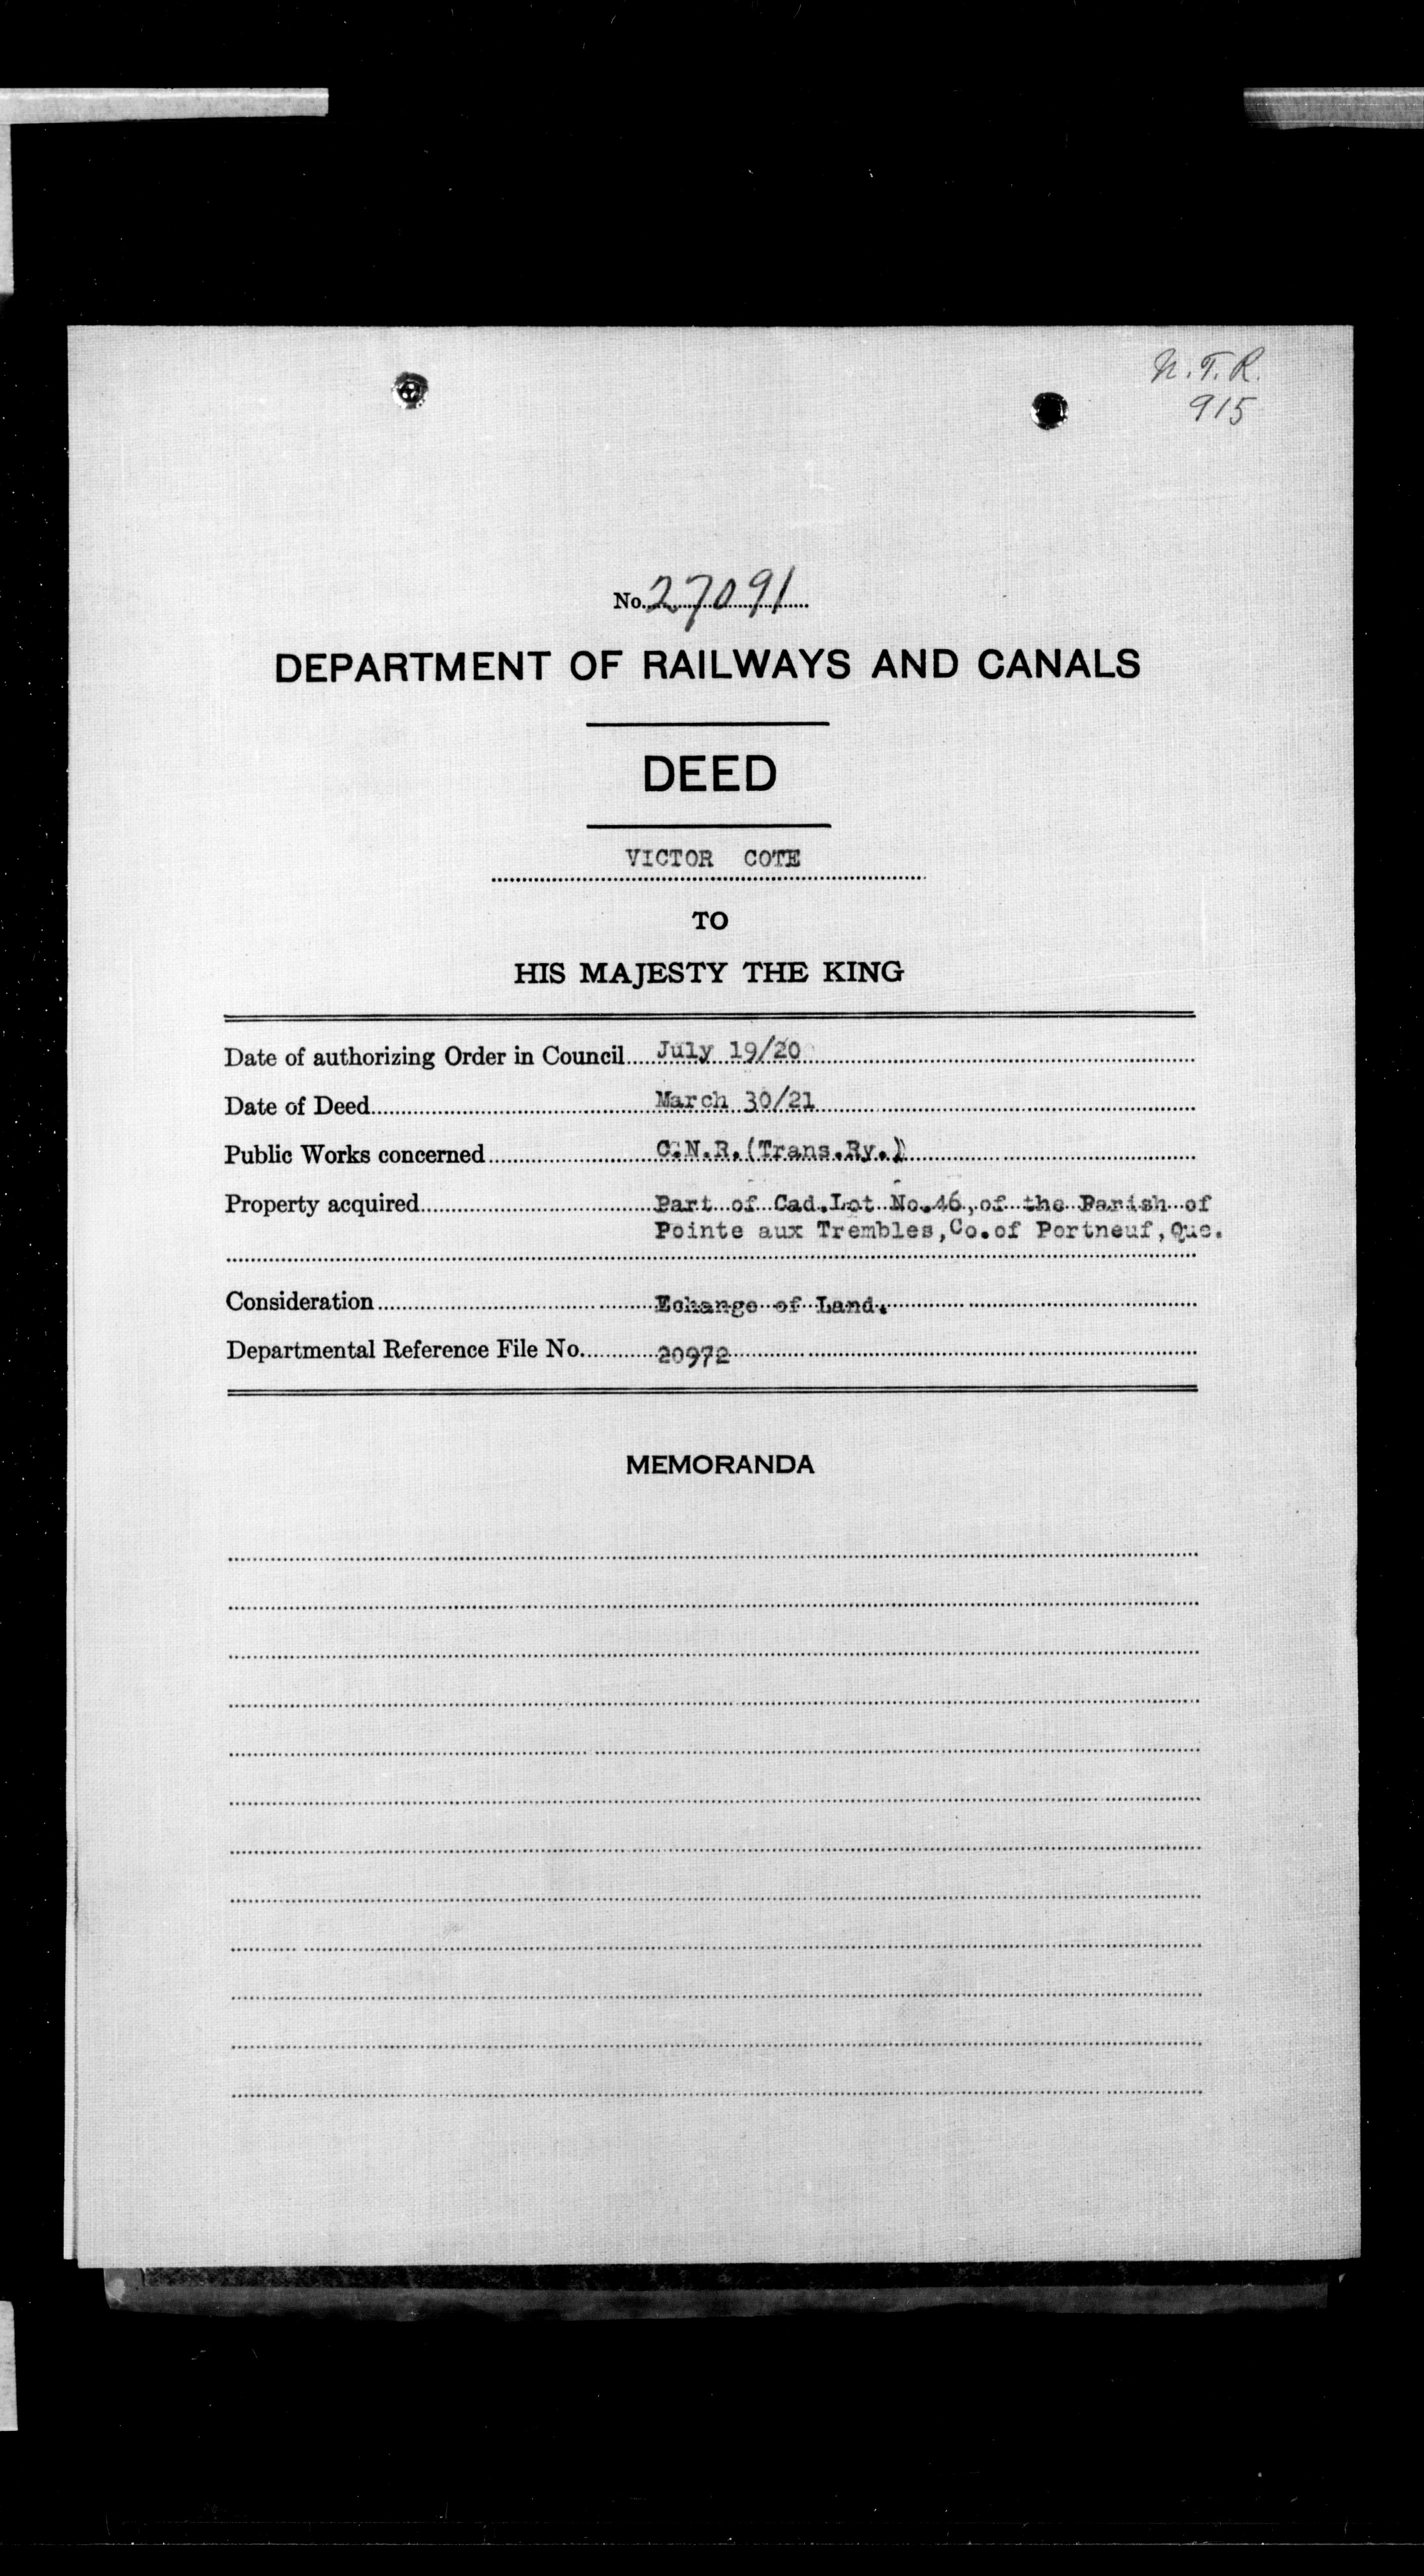 N.T.R.
915
No. 27091
DEPARTMENT OF RAILWAYS AND CANALS
DEED
VICTOR COTE
TO
HIS MAJESTY THE KING
Date of authorizing Order in Council July 19/20
Date of Deed March 30/21
Public Works concerned C.N.R.(Trans.Ry.)
Property acquired Part of Cad.Lot No.46,of the Parish of
Pointe aux Trembles,Co.of Portneuf,Que.
Consideration Echange of Land.
Departmental Reference File No. 20972
MEMORANDA